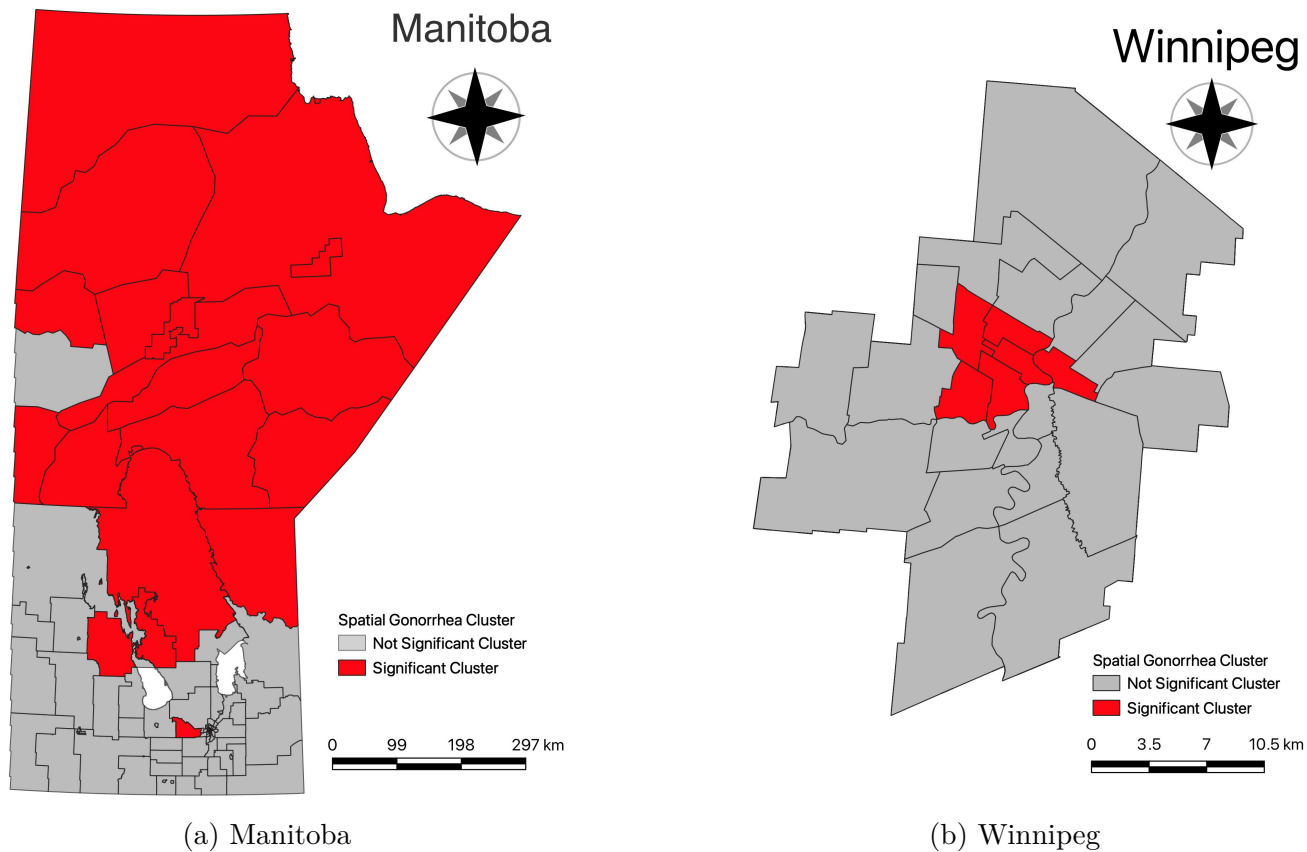 Manitoba
Spatial Gonorrhea Cluster
Not Significant Cluster
Significant Cluster
0 99 198 297 km
(a) Manitoba
Winnipeg
Spatial Gonorrhea Cluster
Not Significant Cluster
Significant Cluster
0 3.5 7 10.5 km
(b) Winnipeg